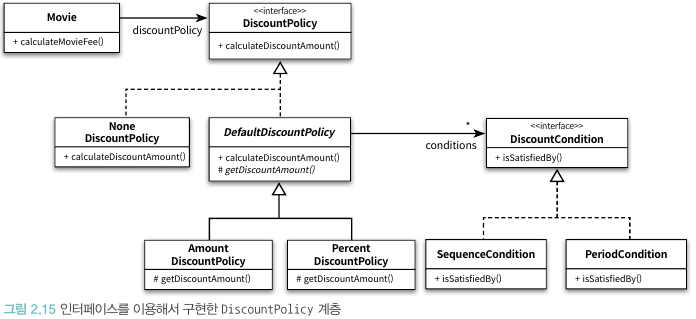 Movie
+ calculateMovieFee()
discountPolicy
<<interface>>
DiscountPolicy
+ calculateDiscountAmount()
None
DiscountPolicy
+ calculateDiscountAmount()
DefaultDiscountPolicy
+ calculateDiscountAmount()
# getDiscountAmount()
*
conditions
<<interface>>
DiscountCondition
+ isSatisfiedBy()
Amount
DiscountPolicy
# getDiscountAmount()
Percent
DiscountPolicy
# getDiscountAmount()
SequenceCondition
+ isSatisfiedBy()
PeriodCondition
+ isSatisfiedBy()
그림 2.15 인터페이스를 이용해서 구현한 DiscountPolicy 계층